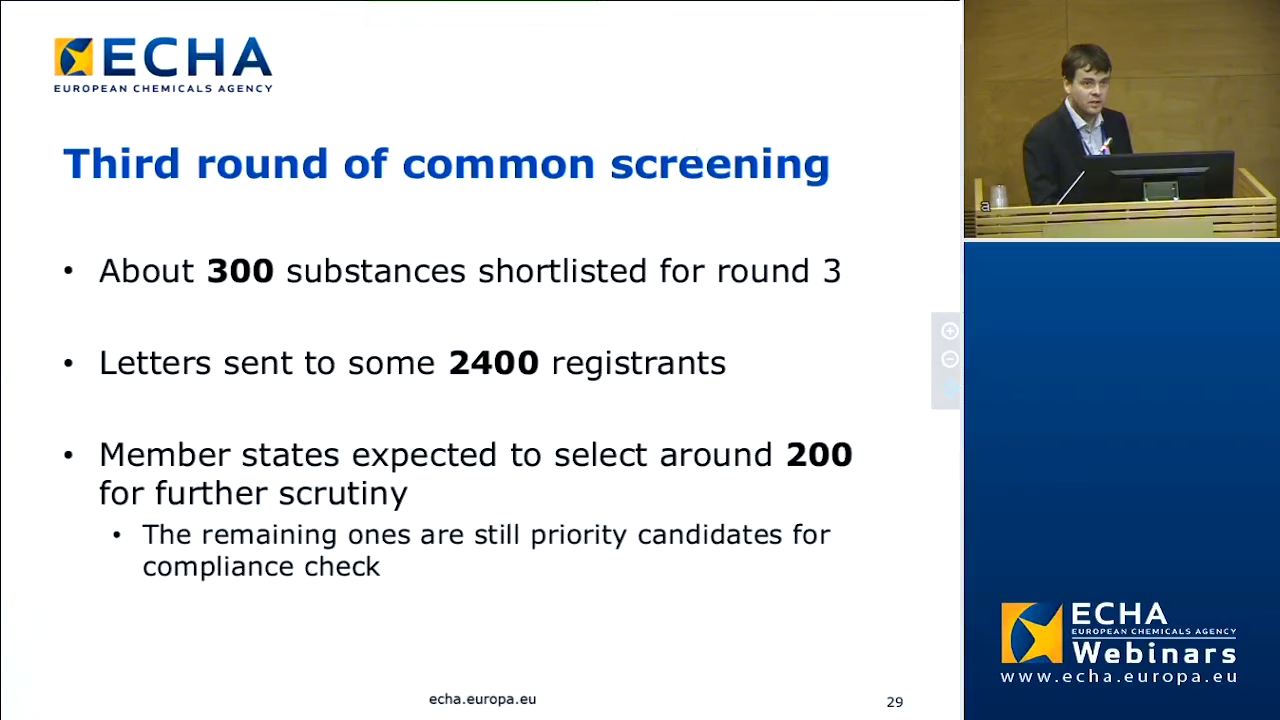 ECHA
EUROPEAN CHEMICALS AGENCY
Third round of common screening
• About 300 substances shortlisted for round 3
• Letters sent to some 2400 registrants
• Member states expected to select around 200
for further scrutiny
• The remaining ones are still priority candidates for
compliance check
echa.europa.eu
29
a
ECHA
EUROPEAN CHEMICALS AGENCY
Webinars
www.echa.europa.eu